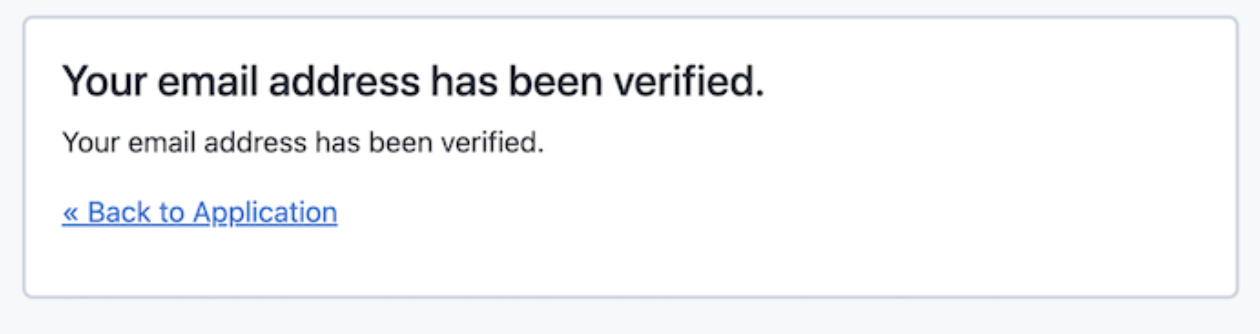 Your email address has been verified.
Your email address has been verified.
« Back to Application